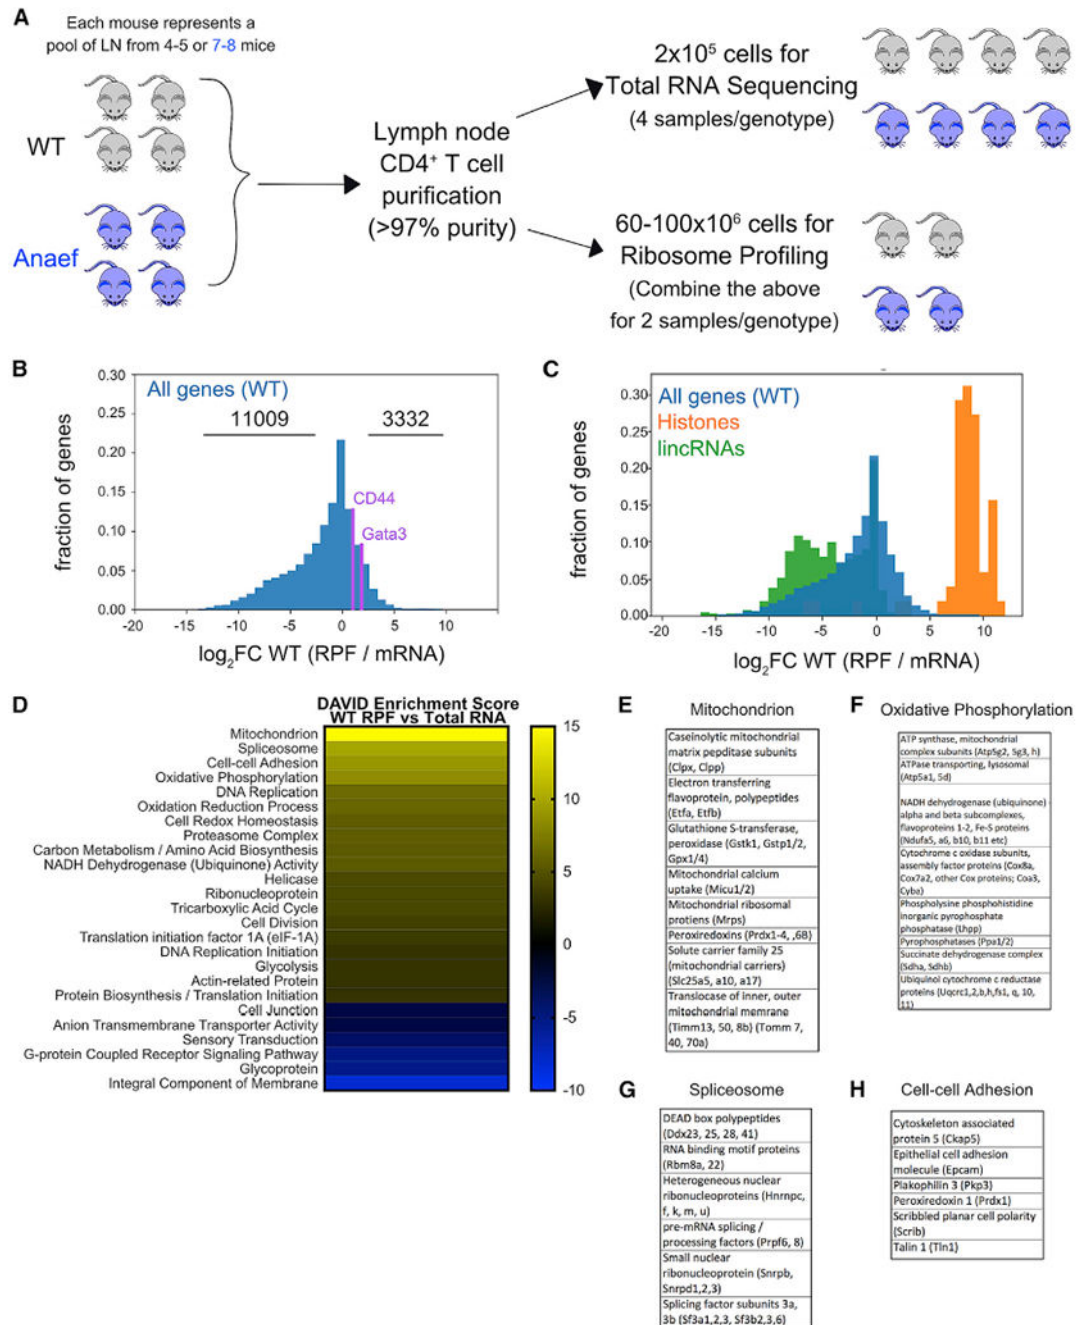 A
Each mouse represents a
pool of LN from 4-5 or 7-8 mice
WT
Anaef
Lymph node
CD4⁺ T cell
purification
(>97% purity)
2x10⁵ cells for
Total RNA Sequencing
(4 samples/genotype)
60-100x10⁶ cells for
Ribosome Profiling
(Combine the above
for 2 samples/genotype)
B
All genes (WT)
11009
3332
CD44
Gata3
fraction of genes
0.30
0.25
0.20
0.15
0.10
0.05
0.00
-20
-15
-10
-5
0
5
10
log₂FC WT (RPF / mRNA)
C
All genes (WT)
Histones
lincRNAs
fraction of genes
0.30
0.25
0.20
0.15
0.10
0.05
0.00
-20
-15
-10
-5
0
5
10
log₂FC WT (RPF / mRNA)
D
DAVID Enrichment Score
WT RPF vs Total RNA
Mitochondrion
Spliceosome
Cell-cell Adhesion
Oxidative Phosphorylation
DNA Replication
Oxidation Reduction Process
Cell Redox Homeostasis
Proteasome Complex
Carbon Metabolism / Amino Acid Biosynthesis
NADH Dehydrogenase (Ubiquinone) Activity
Helicase
Ribonucleoprotein
Tricarboxylic Acid Cycle
Cell Division
Translation initiation factor 1A (eIF-1A)
DNA Replication Initiation
Glycolysis
Actin-related Protein
Protein Biosynthesis / Translation Initiation
Cell Junction
Anion Transmembrane Transporter Activity
Sensory Transduction
G-protein Coupled Receptor Signaling Pathway
Glycoprotein
Integral Component of Membrane
15
10
5
0
-5
-10
E
Mitochondrion
Caseinolytic mitochondrial
matrix pepditase subunits
(Clpx, Clpp)
Electron transferring
flavoprotein, polypeptides
(Etfa, Etfb)
Glutathione S-transferase,
peroxidase (Gstk1, Gstp1/2,
Gpx1/4)
Mitochondrial calcium
uptake (Micu1/2)
Mitochondrial ribosomal
protiens (Mrps)
Peroxiredoxins (Prdx1-4, ,6B)
Solute carrier family 25
(mitochondrial carriers)
(Slc25a5, a10, a17)
Translocase of inner, outer
mitochondrial memrane
(Timm13, 50, 8b) (Tomm 7,
40, 70a)
F
Oxidative Phosphorylation
ATP synthase, mitochondrial
complex subunits (Atp5g2, 5g3, h)
ATPase transporting, lysosomal
(Atp5a1, 5d)
NADH dehydrogenase (ubiquinone)
alpha and beta subcomplexes,
flavoproteins 1-2, Fe-S proteins
(Ndufa5, a6, b10, b11 etc)
Cytochrome c oxidase subunits,
assembly factor proteins (Cox8a,
Cox7a2, other Cox proteins; Coa3,
Cyba)
Phospholysine phosphohistidine
inorganic pyrophosphate
phosphatase (Lhpp)
Pyrophosphatases (Ppa1/2)
Succinate dehydrogenase complex
(Sdha, Sdhb)
Ubiquinol cytochrome c reductase
proteins (Uqcrc1,2,b,h,fs1, q, 10,
11)
G
Spliceosome
DEAD box polypeptides
(Ddx23, 25, 28, 41)
RNA binding motif proteins
(Rbm8a, 22)
Heterogeneous nuclear
ribonucleoproteins (Hnrnpc,
f, k, m, u)
pre-mRNA splicing /
processing factors (Prpf6, 8)
Small nuclear
ribonucleoprotein (Snrpb,
Snrpd1,2,3)
Splicing factor subunits 3a,
3b (Sf3a1,2,3, Sf3b2,3,6)
H
Cell-cell Adhesion
Cytoskeleton associated
protein 5 (Ckap5)
Epithelial cell adhesion
molecule (Epcam)
Plakophilin 3 (Pkp3)
Peroxiredoxin 1 (Prdx1)
Scribbled planar cell polarity
(Scrib)
Talin 1 (Tln1)